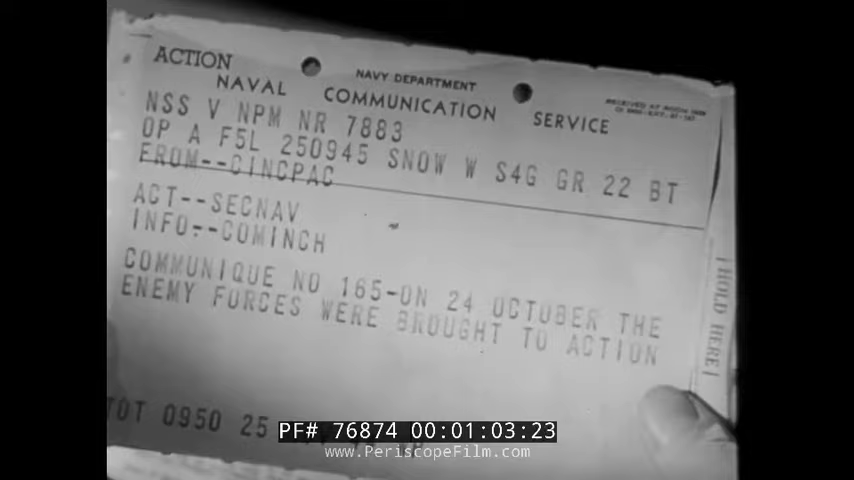 ACTION
NAVY DEPARTMENT
NAVAL COMMUNICATION SERVICE
NSS V NPM NR 7883
OP A F5L 250945 SNOW W S4G GR 22 BT
FROM--CINCPAC
ACT--SECNAV
INFO--COMINCH
COMMUNIQUE NO 165-ON 24 OCTOBER THE
ENEMY FORCES WERE BROUGHT TO ACTION
HOLD HERE
TOT 0950 25
PF# 76874 00:01:03:23
www.PeriscopeFilm.com